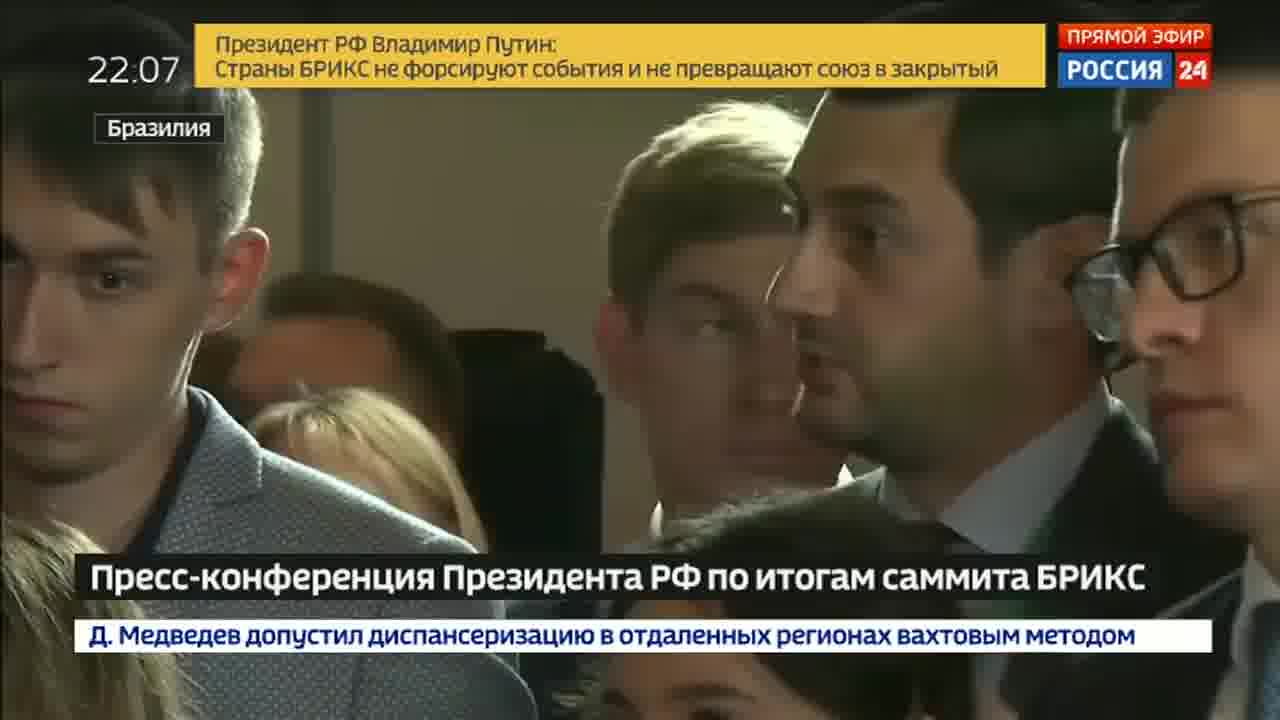 22.07
Президент РФ Владимир Путин:
Страны БРИКС не форсируют события и не превращают союз в закрытый
ПРЯМОЙ ЭФИР
РОССИЯ 24
Бразилия
Пресс-конференция Президента РФ по итогам саммита БРИКС
Д. Медведев допустил диспансеризацию в отдаленных регионах вахтовым методом